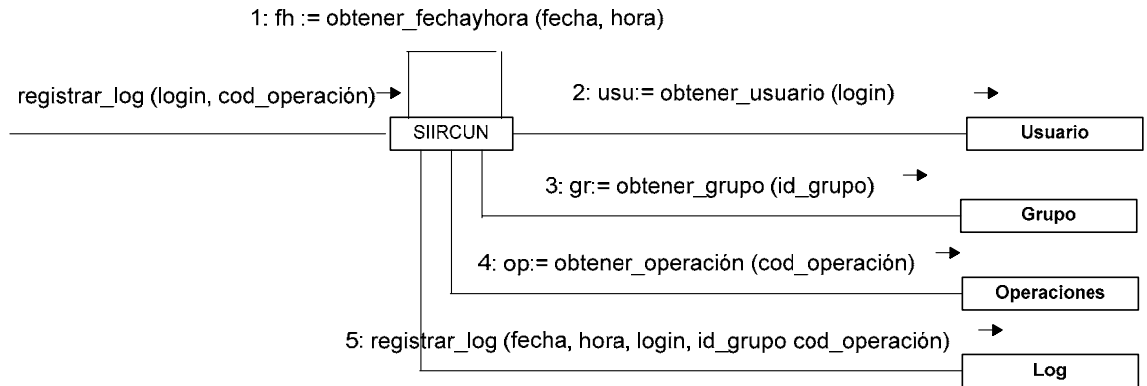 1: fh := obtener_fechayhora (fecha, hora)
registrar_log (login, cod_operación)
2: usu:= obtener_usuario (login)
SIIRCUN
Usuario
3: gr:= obtener_grupo (id_grupo)
Grupo
4: op:= obtener_operación (cod_operación)
Operaciones
5: registrar_log (fecha, hora, login, id_grupo cod_operación)
Log